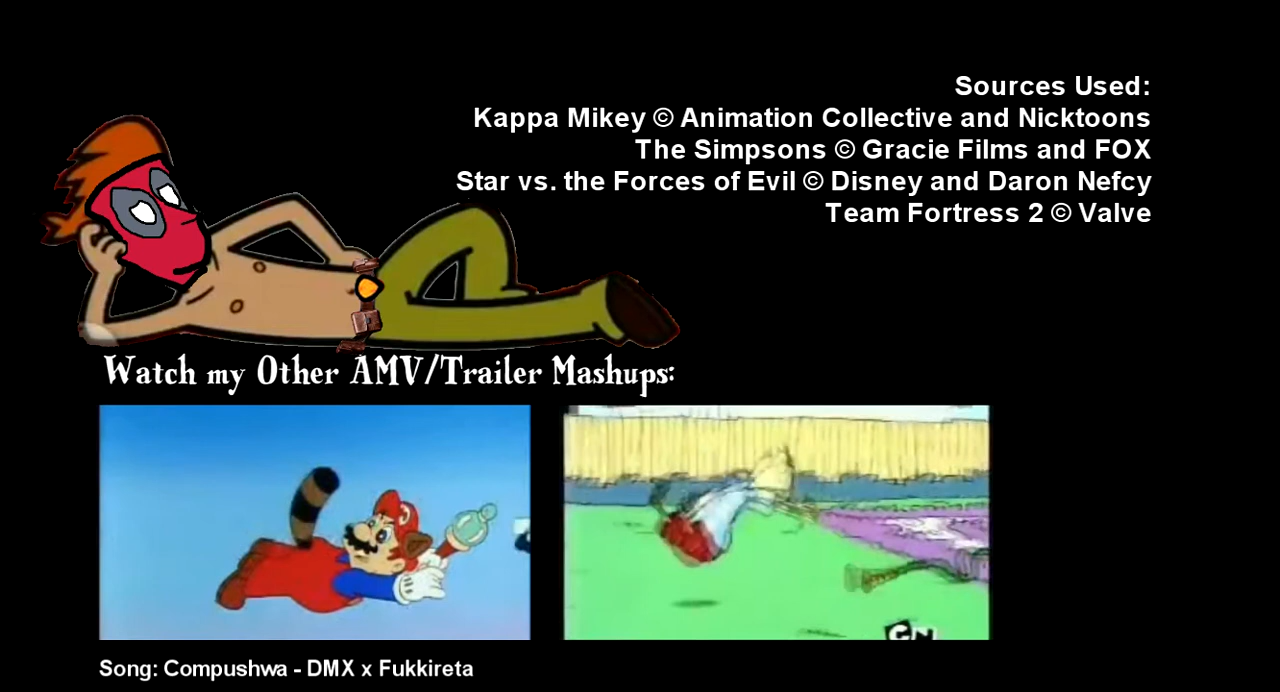 Sources Used:
Kappa Mikey © Animation Collective and Nicktoons
The Simpsons © Gracie Films and FOX
Star vs. the Forces of Evil © Disney and Daron Nefcy
Team Fortress 2 © Valve
Watch my Other AMV/Trailer Mashups:
CN
Song: Compushwa - DMX x Fukkireta